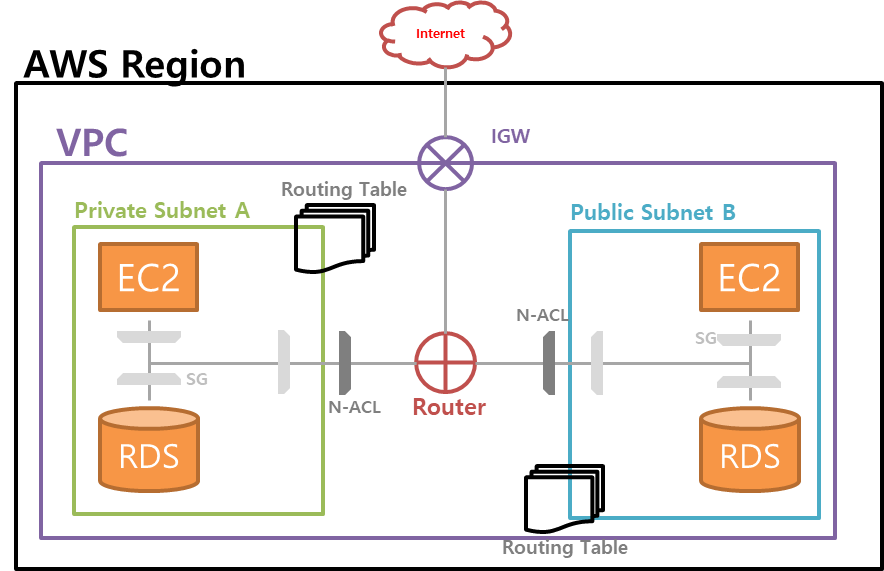 Internet
AWS Region
IGW
VPC
Routing Table
Private Subnet A
Public Subnet B
EC2
EC2
N-ACL
SG
SG
N-ACL
Router
RDS
RDS
Routing Table